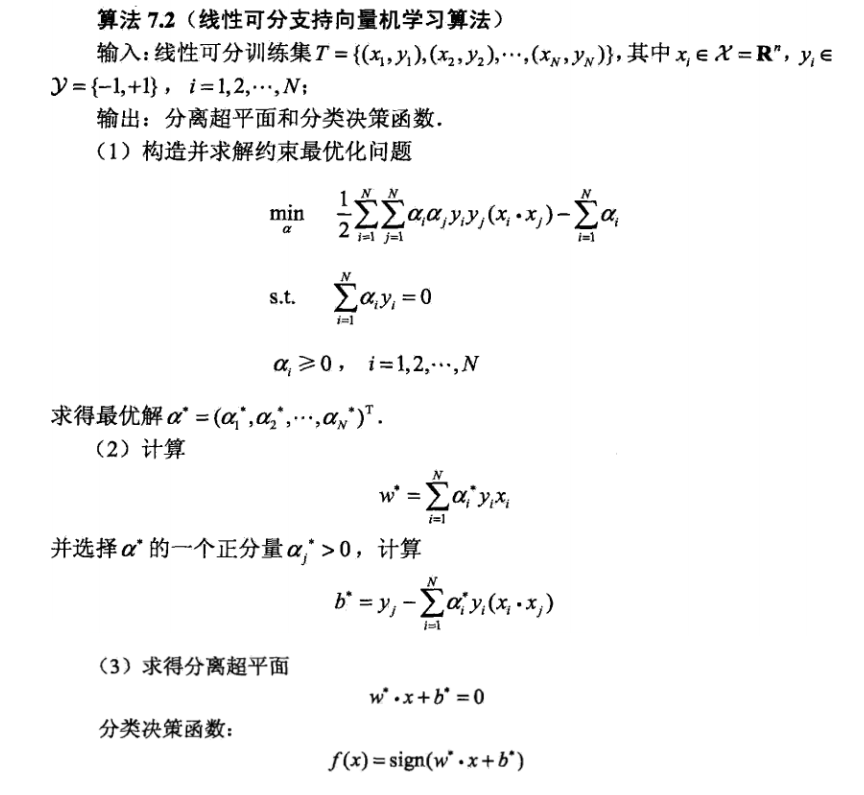 算法 7.2（线性可分支持向量机学习算法）
输入：线性可分训练集 $T=\{(x_1,y_1),(x_2,y_2),\cdots,(x_N,y_N)\}$，其中 $x_i\in\mathcal{X}=\mathbf{R}^n$，$y_i\in$
$\mathcal{Y}=\{-1,+1\}$，$i=1,2,\cdots,N$；
输出：分离超平面和分类决策函数．
（1）构造并求解约束最优化问题
$\min_{\alpha}\quad \frac{1}{2}\sum_{i=1}^{N}\sum_{j=1}^{N}\alpha_i\alpha_j y_i y_j(x_i\cdot x_j)-\sum_{i=1}^{N}\alpha_i$
s.t. $\sum_{i=1}^{N}\alpha_i y_i=0$
$\alpha_i\geqslant 0$，$i=1,2,\cdots,N$
求得最优解 $\alpha^*=(\alpha_1^*,\alpha_2^*,\cdots,\alpha_N^*)^{\mathrm{T}}$．
（2）计算
$w^*=\sum_{i=1}^{N}\alpha_i^* y_i x_i$
并选择 $\alpha^*$ 的一个正分量 $\alpha_j^*>0$，计算
$b^*=y_j-\sum_{i=1}^{N}\alpha_i^* y_i(x_i\cdot x_j)$
（3）求得分离超平面
$w^*\cdot x+b^*=0$
分类决策函数：
$f(x)=\mathrm{sign}(w^*\cdot x+b^*)$